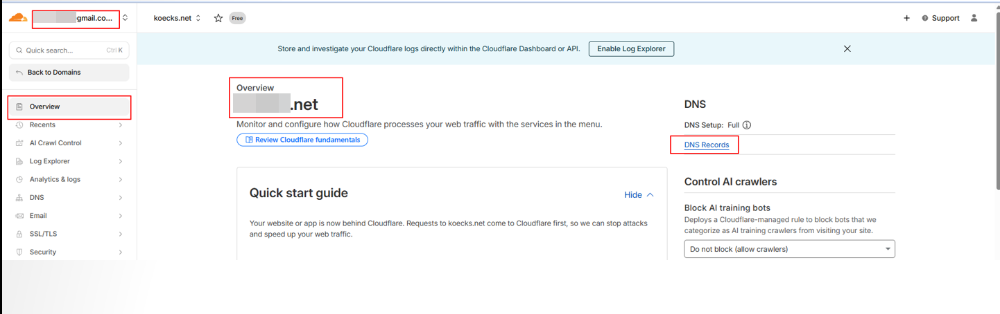 gmail.co...
koecks.net
Free
+
Support
Quick search...
Ctrl K
Store and investigate your Cloudflare logs directly within the Cloudflare Dashboard or API.
Enable Log Explorer
Back to Domains
Overview
Recents
AI Crawl Control
Log Explorer
Analytics & logs
DNS
Email
SSL/TLS
Security
Overview
.net
Monitor and configure how Cloudflare processes your web traffic with the services in the menu.
Review Cloudflare fundamentals
Quick start guide
Hide
Your website or app is now behind Cloudflare. Requests to koecks.net come to Cloudflare first, so we can stop attacks
and speed up your web traffic.
DNS
DNS Setup: Full
DNS Records
Control AI crawlers
Block AI training bots
Deploys a Cloudflare-managed rule to block bots that we
categorize as AI training crawlers from visiting your site.
Do not block (allow crawlers)